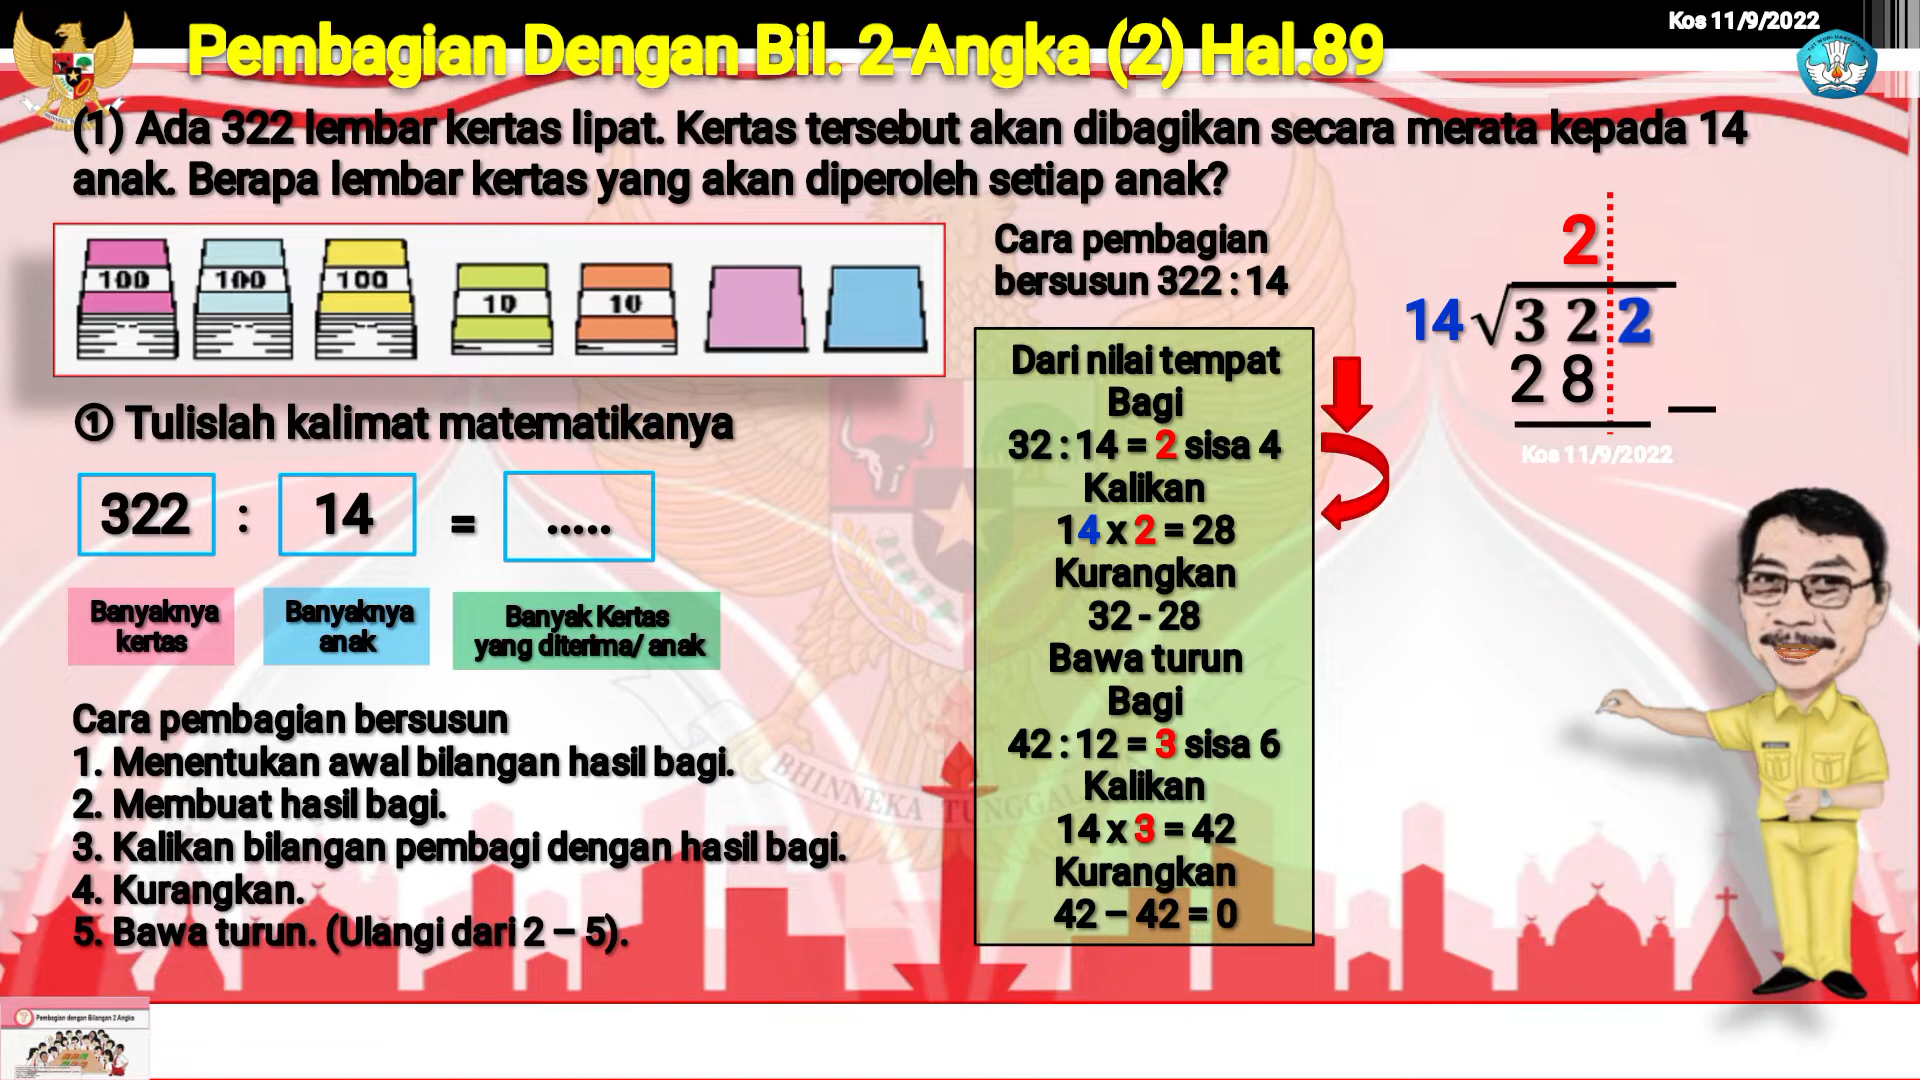 Kos 11/9/2022
Pembagian Dengan Bil. 2-Angka (2) Hal.89
(1) Ada 322 lembar kertas lipat. Kertas tersebut akan dibagikan secara merata kepada 14
anak. Berapa lembar kertas yang akan diperoleh setiap anak?
100 100 100 10 10
① Tulislah kalimat matematikanya
322 : 14 = .....
Banyaknya
kertas
Banyaknya
anak
Banyak Kertas
yang diterima/ anak
Cara pembagian bersusun
1. Menentukan awal bilangan hasil bagi.
2. Membuat hasil bagi.
3. Kalikan bilangan pembagi dengan hasil bagi.
4. Kurangkan.
5. Bawa turun. (Ulangi dari 2 – 5).
Cara pembagian
bersusun 322 : 14
Dari nilai tempat
Bagi
32 : 14 = 2 sisa 4
Kalikan
14 x 2 = 28
Kurangkan
32 - 28
Bawa turun
Bagi
42 : 12 = 3 sisa 6
Kalikan
14 x 3 = 42
Kurangkan
42 – 42 = 0
2
14 √ 3 2 2
2 8
Kos 11/9/2022
BHINNEKA TUNGGAL
Pembagian dengan Bilangan 2 Angka